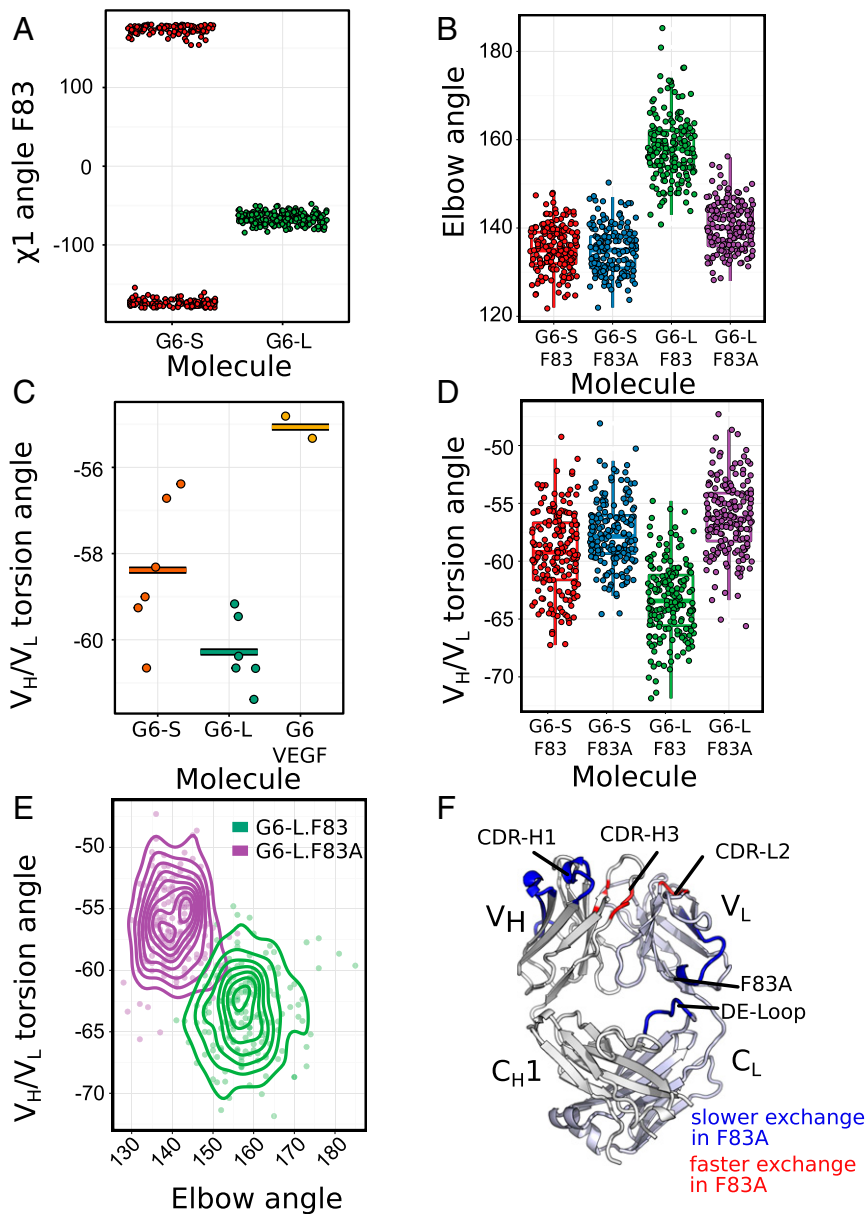 A
χ1 angle F83
100
0
-100
G6-S
G6-L
Molecule
B
Elbow angle
180
160
140
120
G6-S F83
G6-S F83A
G6-L F83
G6-L F83A
Molecule
C
VH/VL torsion angle
-56
-58
-60
G6-S
G6-L
G6 VEGF
Molecule
D
VH/VL torsion angle
-50
-55
-60
-65
-70
G6-S F83
G6-S F83A
G6-L F83
G6-L F83A
Molecule
E
VH/VL torsion angle
-50
-55
-60
-65
-70
G6-L.F83
G6-L.F83A
130
140
150
160
170
180
Elbow angle
F
CDR-H1
CDR-H3
CDR-L2
VH
VL
F83A
DE-Loop
CH1
CL
slower exchange
in F83A
faster exchange
in F83A